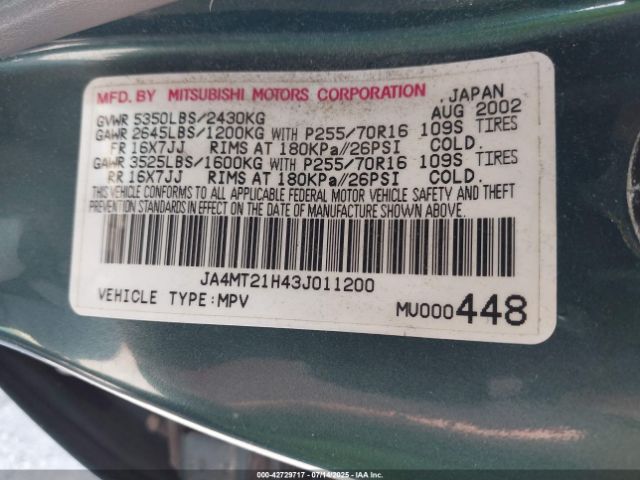 MFD. BY MITSUBISHI MOTORS CORPORATION , JAPAN
GVWR 5350LBS/2430KG AUG 2002
GAWR 2645LBS/1200KG WITH P255/70R16 109S TIRES
FR 16X7JJ RIMS AT 180KPa//26PSI COLD.
GAWR 3525LBS/1600KG WITH P255/70R16 109S TIRES
RR 16X7JJ RIMS AT 180KPa//26PSI COLD.
THIS VEHICLE CONFORMS TO ALL APPLICABLE FEDERAL MOTOR VEHICLE SAFETY AND THEFT
PREVENTION STANDARDS IN EFFECT ON THE DATE OF MANUFACTURE SHOWN ABOVE.
JA4MT21H43J011200
VEHICLE TYPE:MPV MU000448
© 0000-42729717 - 07/14/2025 - IAAI.COM